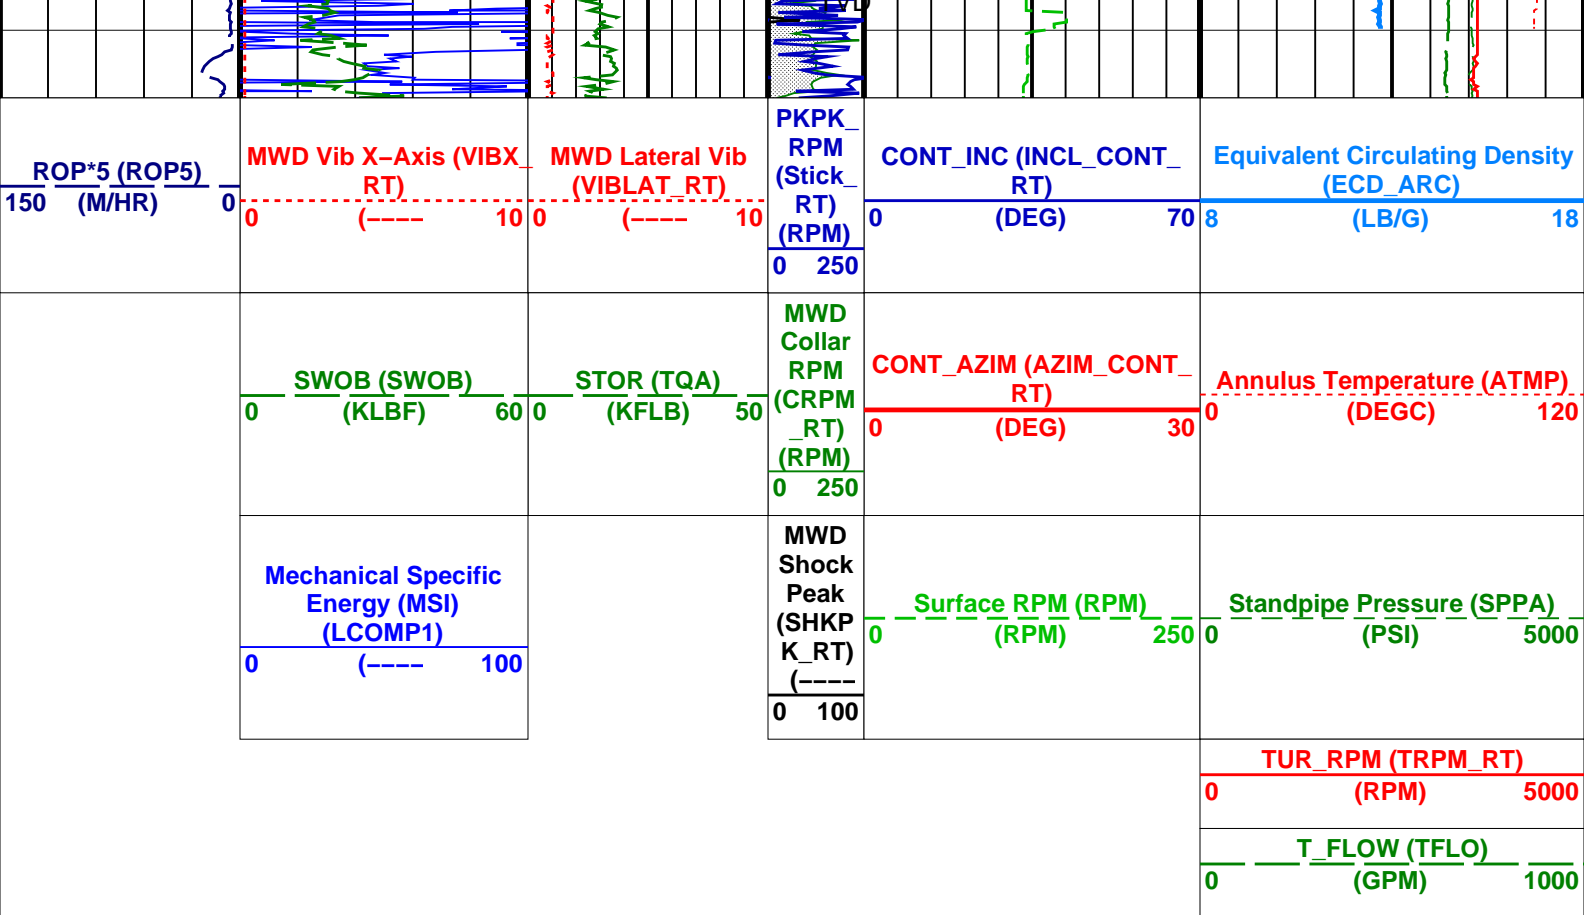 TVD
ROP*5 (ROP5)
150 (M/HR) 0
MWD Vib X–Axis (VIBX_
RT)
0 (–––– 10
MWD Lateral Vib
(VIBLAT_RT)
0 (–––– 10
PKPK_
RPM
(Stick_
RT)
(RPM)
0 250
CONT_INC (INCL_CONT_
RT)
0 (DEG) 70
Equivalent Circulating Density
(ECD_ARC)
8 (LB/G) 18
SWOB (SWOB)
0 (KLBF) 60
STOR (TQA)
0 (KFLB) 50
MWD
Collar
RPM
(CRPM
_RT)
(RPM)
0 250
CONT_AZIM (AZIM_CONT_
RT)
0 (DEG) 30
Annulus Temperature (ATMP)
0 (DEGC) 120
Mechanical Specific
Energy (MSI)
(LCOMP1)
0 (–––– 100
MWD
Shock
Peak
(SHKP
K_RT)
(––––
0 100
Surface RPM (RPM)
0 (RPM) 250
Standpipe Pressure (SPPA)
0 (PSI) 5000
TUR_RPM (TRPM_RT)
0 (RPM) 5000
T_FLOW (TFLO)
0 (GPM) 1000